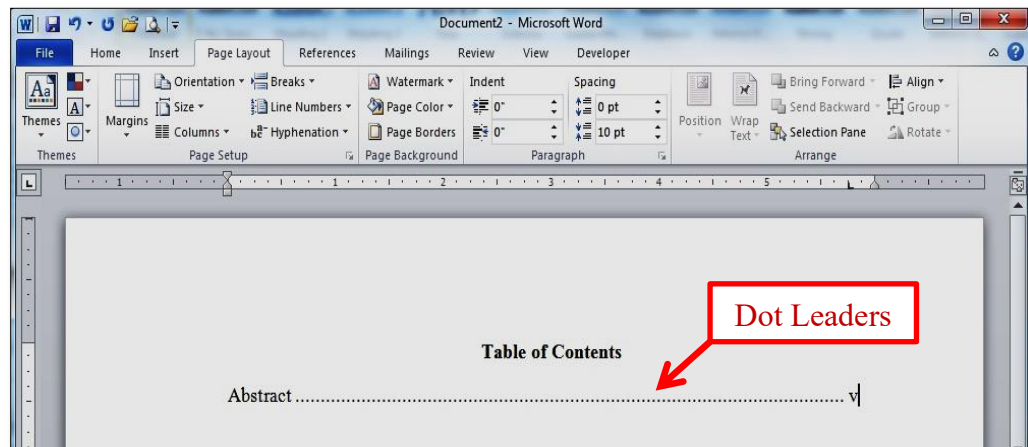 W Document2 - Microsoft Word
File Home Insert Page Layout References Mailings Review View Developer
Aa Orientation Breaks Watermark Indent Spacing Bring Forward Align
A Size Line Numbers Page Color 0" 0 pt Send Backward Group
Themes Margins Columns Hyphenation Page Borders 0" 10 pt Position Wrap Text Selection Pane Rotate
Themes Page Setup Page Background Paragraph Arrange
1 1 2 3 4 5
Dot Leaders
Table of Contents
Abstract ............................................................................................................. v